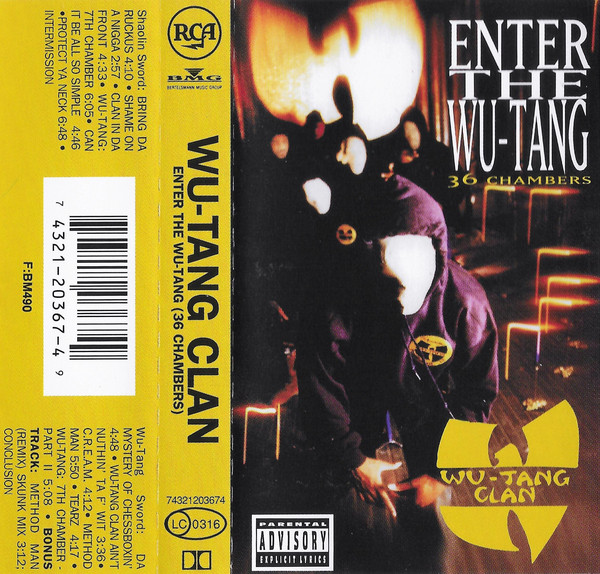 Shaolin Sword: BRING DA
RUCKUS 4:10 • SHAME ON
A NIGGA 2:57 • CLAN IN DA
FRONT 4:33 • WU-TANG:
7TH CHAMBER 6:05 • CAN
IT BE ALL SO SIMPLE 4:46
• PROTECT YA NECK 6:48 •
INTERMISSION
7 4321-20367-4 9
F:BM490
Wu-Tang Sword: DA
MYSTERY OF CHESSBOXIN'
4:48 • WU-TANG CLAN AIN'T
NUTHIN' TA F' WIT 3:36 •
C.R.E.A.M. 4:12 • METHOD
MAN 5:50 • TEARZ 4:17 •
WU-TANG: 7TH CHAMBER -
PART II 5:08 • BONUS
TRACK: METHOD MAN
(REMIX) SKUNK MIX 3:12;
CONCLUSION
RCA
BMG
BERTELSMANN MUSIC GROUP
WU-TANG CLAN
ENTER THE WU-TANG (36 CHAMBERS)
74321203674
LC 0316
ENTER
THE
WU-TANG
36 CHAMBERS
WU-TANG
CLAN
PARENTAL
ADVISORY
EXPLICIT LYRICS